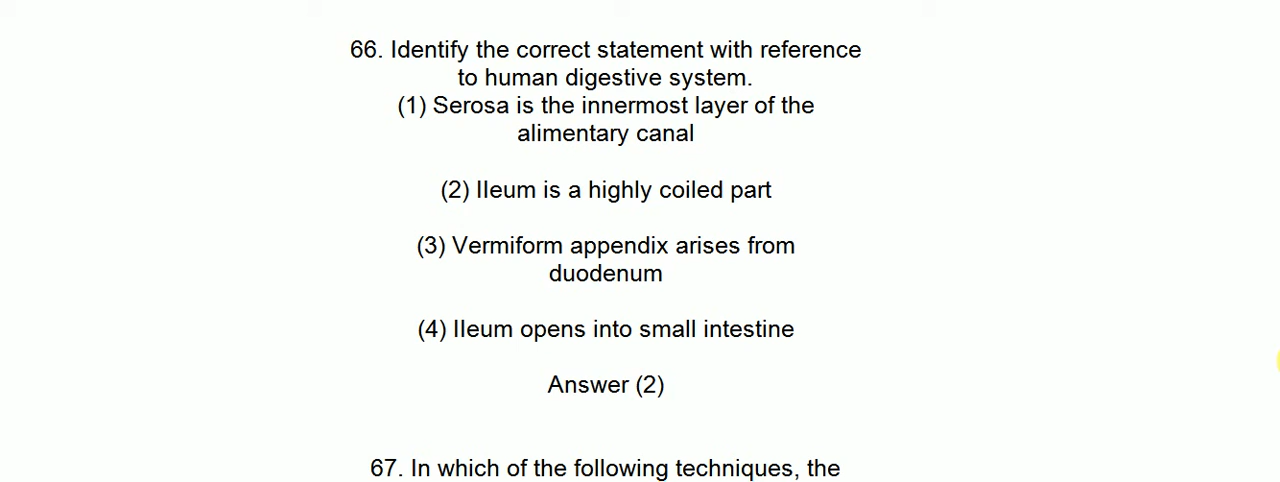 66. Identify the correct statement with reference
to human digestive system.
(1) Serosa is the innermost layer of the
alimentary canal
(2) Ileum is a highly coiled part
(3) Vermiform appendix arises from
duodenum
(4) Ileum opens into small intestine
Answer (2)
67. In which of the following techniques, the